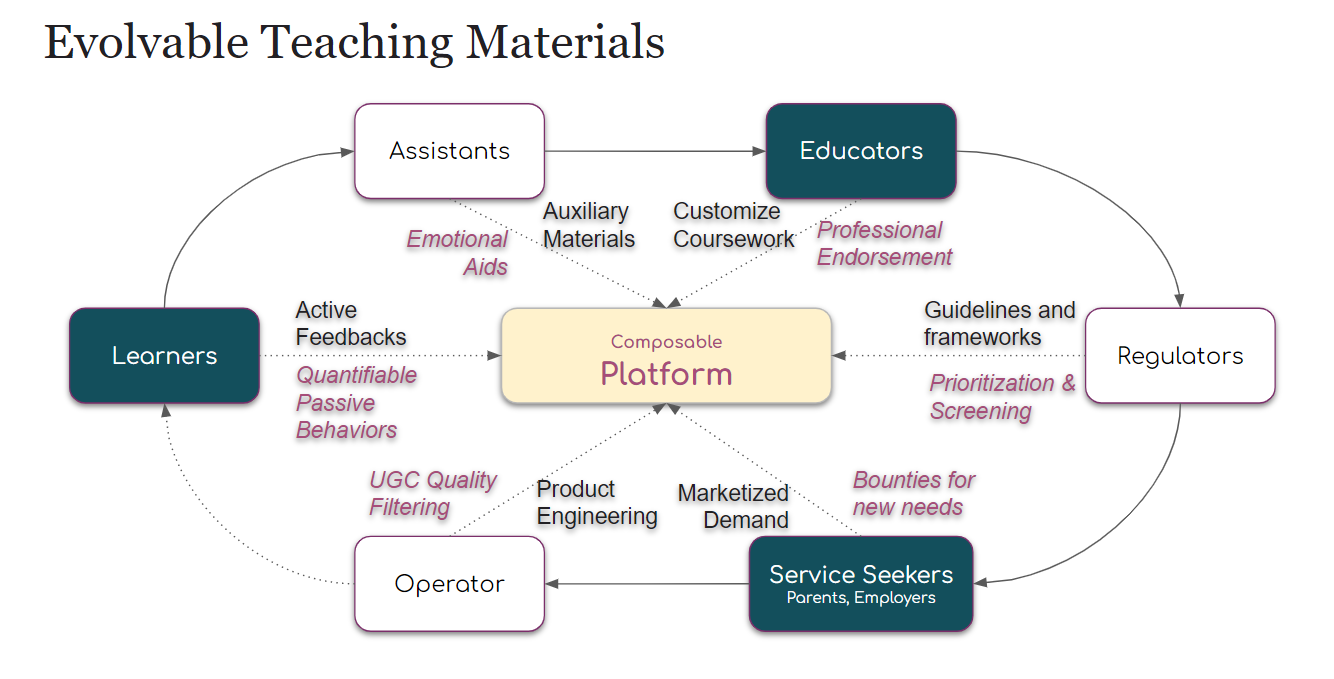 Evolvable Teaching Materials
Assistants
Educators
Auxiliary
Materials
Customize
Coursework
Emotional
Aids
Professional
Endorsement
Learners
Active
Feedbacks
Quantifiable
Passive
Behaviors
Composable
Platform
Guidelines and
frameworks
Prioritization &
Screening
Regulators
UGC Quality
Filtering
Product
Engineering
Marketized
Demand
Bounties for
new needs
Operator
Service Seekers
Parents, Employers